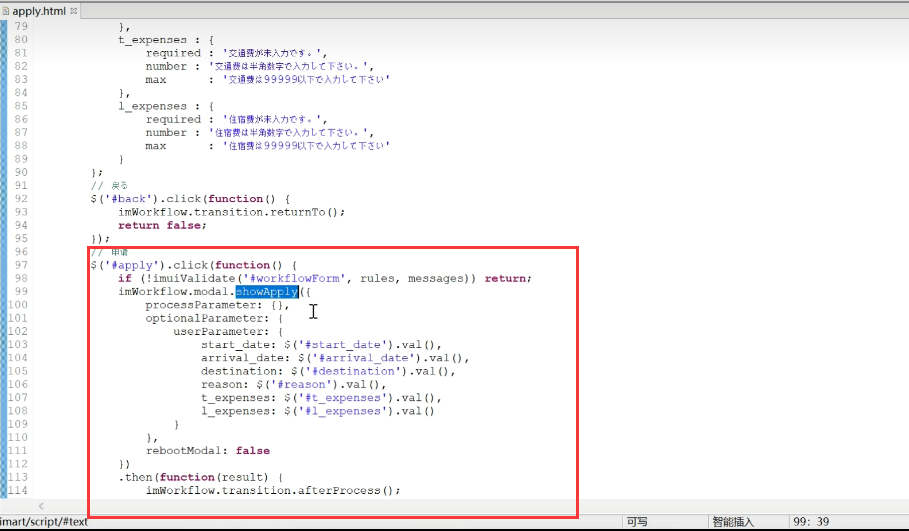 apply.html
79 },
80 t_expenses : {
81 required : '交通費が未入力です。',
82 number : '交通費は半角数字で入力して下さい。',
83 max : '交通費は99999以下で入力して下さい'
84 },
85 l_expenses : {
86 required : '住宿費が未入力です。',
87 number : '住宿費は半角数字で入力して下さい。',
88 max : '住宿費は99999以下で入力して下さい'
89 }
90 };
91 // 戻る
92 $('#back').click(function() {
93 imWorkflow.transition.returnTo();
94 return false;
95 });
96 // 申请
97 $('#apply').click(function() {
98 if (!imuiValidate('#workflowForm', rules, messages)) return;
99 imWorkflow.modal.showApply({
100 processParameter: {},
101 optionalParameter: {
102 userParameter: {
103 start_date: $('#start_date').val(),
104 arrival_date: $('#arrival_date').val(),
105 destination: $('#destination').val(),
106 reason: $('#reason').val(),
107 t_expenses: $('#t_expenses').val(),
108 l_expenses: $('#l_expenses').val()
109 }
110 },
111 rebootModal: false
112 })
113 .then(function(result) {
114 imWorkflow.transition.afterProcess();
imart/script/#text 可写 智能插入 99: 39